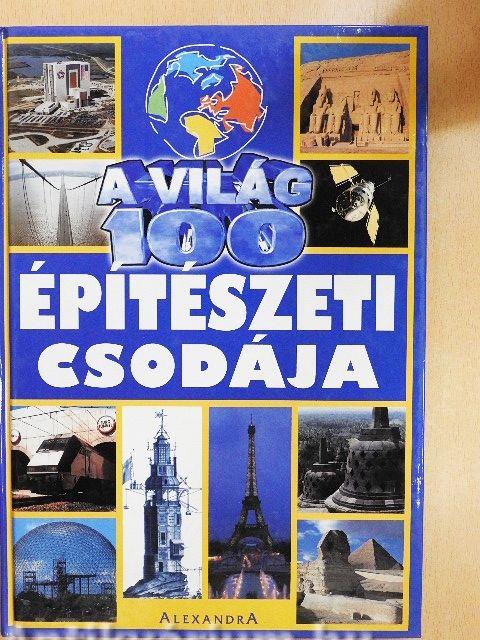 A VILÁG
100
ÉPÍTÉSZETI
CSODÁJA
ALEXANDRA